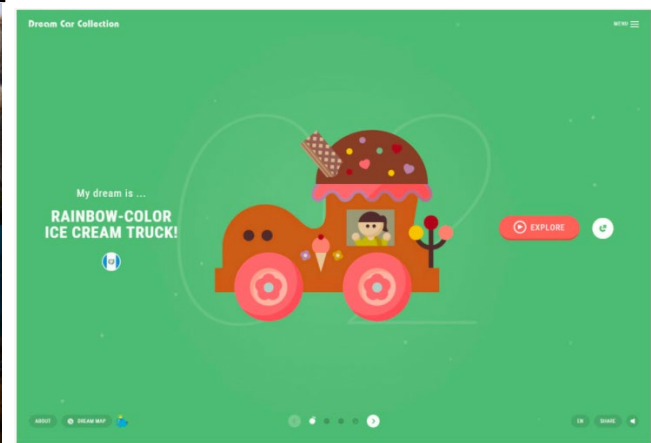 Dream Car Collection
MENU
My dream is ...
RAINBOW-COLOR
ICE CREAM TRUCK!
EXPLORE
ABOUT
DREAM MAP
EN
SHARE